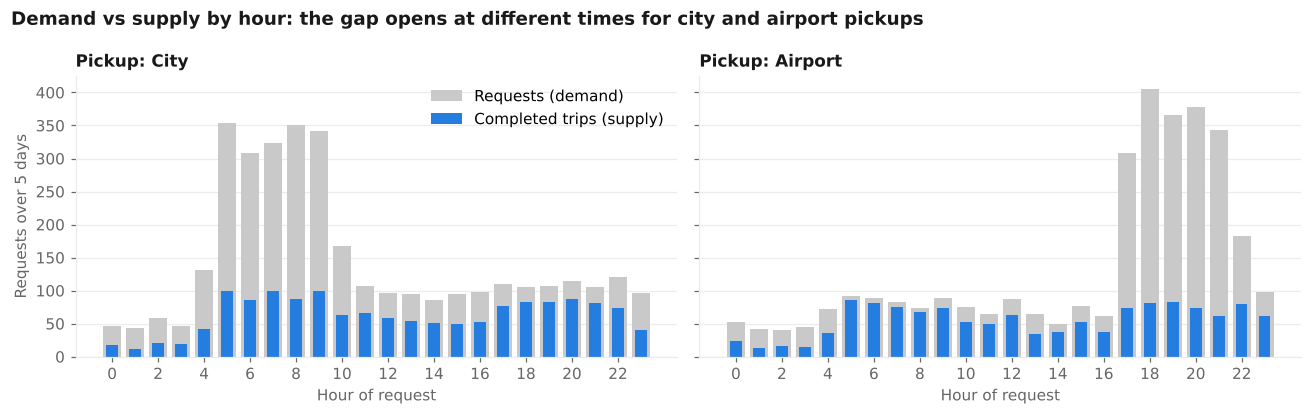 Demand vs supply by hour: the gap opens at different times for city and airport pickups
Pickup: City
Requests (demand)
Completed trips (supply)
Requests over 5 days
400
350
300
250
200
150
100
50
0
0 2 4 6 8 10 12 14 16 18 20 22
Hour of request
Pickup: Airport
0 2 4 6 8 10 12 14 16 18 20 22
Hour of request